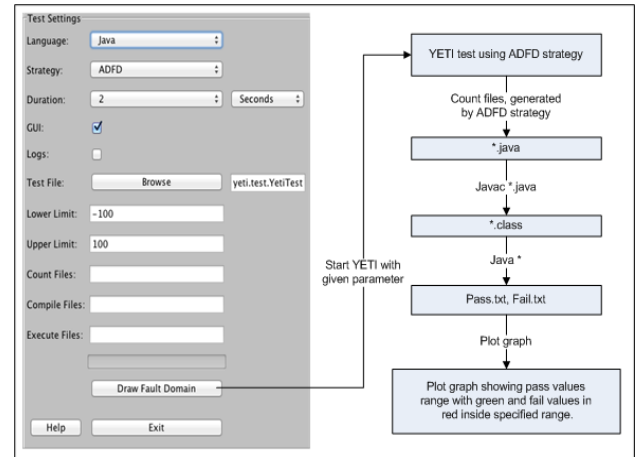 Test Settings
Language: Java
Strategy: ADFD
Duration: 2 Seconds
GUI:
Logs:
Test File: Browse yeti.test.YetiTest
Lower Limit: -100
Upper Limit: 100
Count Files:
Compile Files:
Execute Files:
Draw Fault Domain
Help Exit
Start YETI with
given parameter
YETI test using ADFD strategy
Count files, generated
by ADFD strategy
*.java
Javac *.java
*.class
Java *
Pass.txt, Fail.txt
Plot graph
Plot graph showing pass values
range with green and fail values in
red inside specified range.